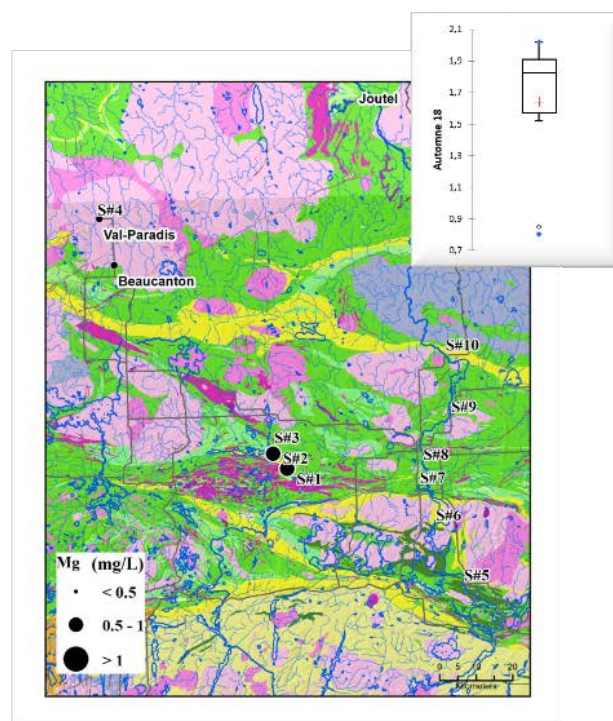 2,1
1,9
1,7
1,5
1,3
1,1
0,9
0,7
Automne 18
Joutel
S#4
Val-Paradis
Beaucanton
S#10
S#9
S#3
S#2
S#1
S#8
S#7
S#6
S#5
Mg (mg/L)
< 0.5
0.5 - 1
> 1
0 5 10 20